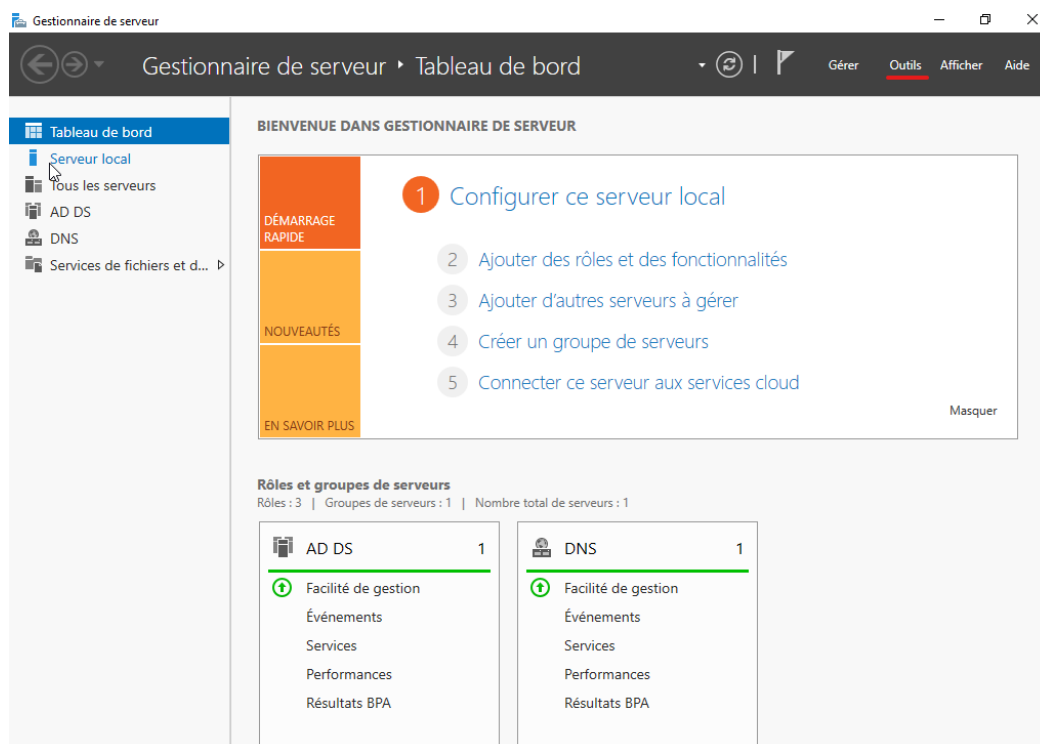 Gestionnaire de serveur
Gestionnaire de serveur • Tableau de bord
Gérer Outils Afficher Aide
Tableau de bord
Serveur local
Tous les serveurs
AD DS
DNS
Services de fichiers et d...
BIENVENUE DANS GESTIONNAIRE DE SERVEUR
DÉMARRAGE
RAPIDE
NOUVEAUTÉS
EN SAVOIR PLUS
1 Configurer ce serveur local
2 Ajouter des rôles et des fonctionnalités
3 Ajouter d’autres serveurs à gérer
4 Créer un groupe de serveurs
5 Connecter ce serveur aux services cloud
Masquer
Rôles et groupes de serveurs
Rôles : 3 | Groupes de serveurs : 1 | Nombre total de serveurs : 1
AD DS 1
Facilité de gestion
Événements
Services
Performances
Résultats BPA
DNS 1
Facilité de gestion
Événements
Services
Performances
Résultats BPA